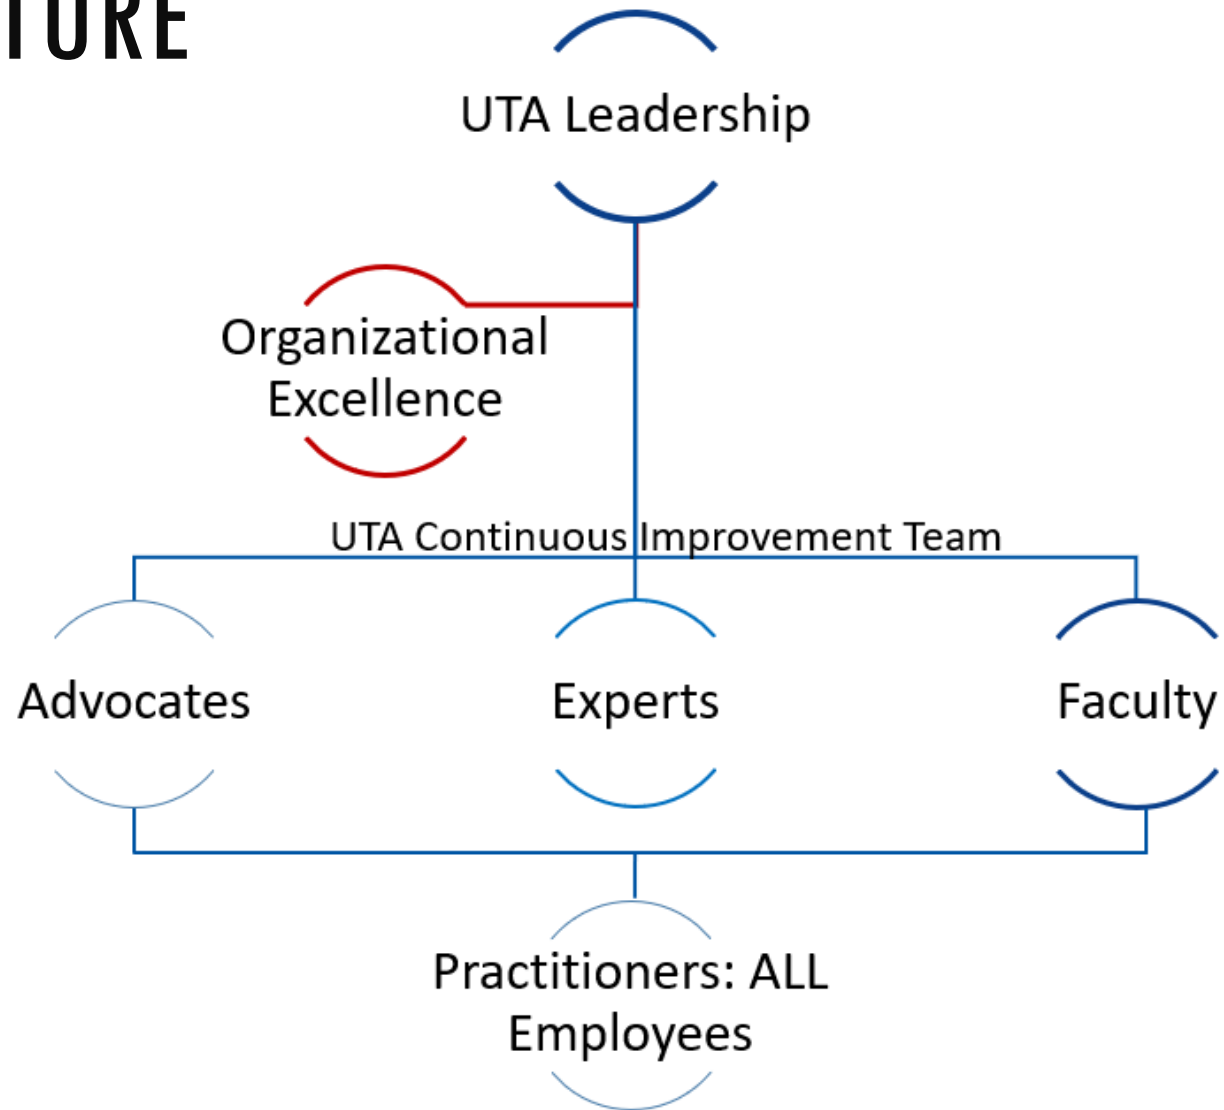 TURE
UTA Leadership
Organizational
Excellence
UTA Continuous Improvement Team
Advocates
Experts
Faculty
Practitioners: ALL
Employees